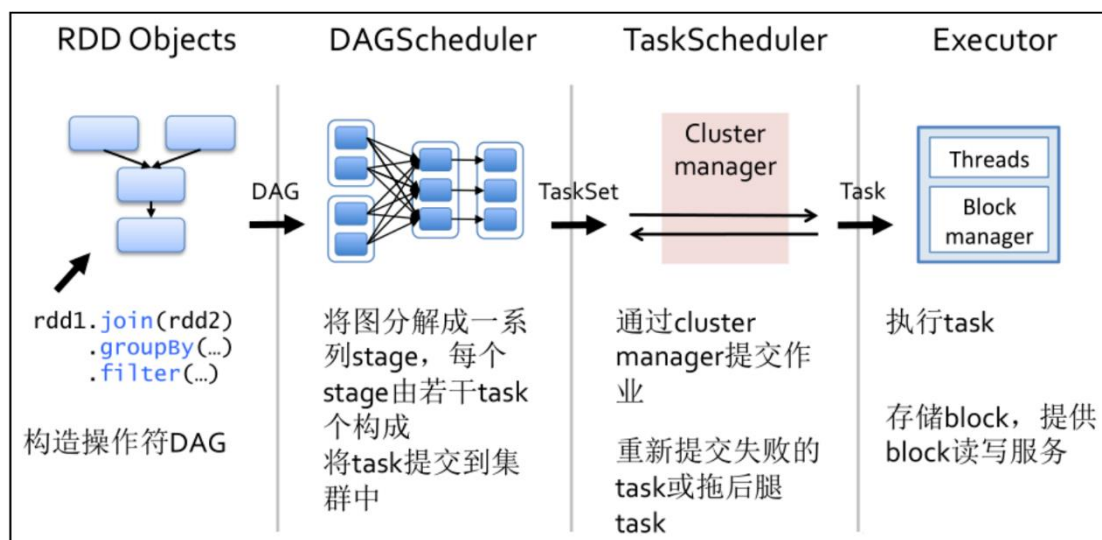 RDD Objects
DAGScheduler
TaskScheduler
Executor
DAG
TaskSet
Cluster
manager
Task
Threads
Block
manager
rdd1.join(rdd2)
.groupBy(…)
.filter(…)
构造操作符DAG
将图分解成一系
列stage，每个
stage由若干task
个构成
将task提交到集
群中
通过cluster
manager提交作
业
重新提交失败的
task或拖后腿
task
执行task
存储block，提供
block读写服务